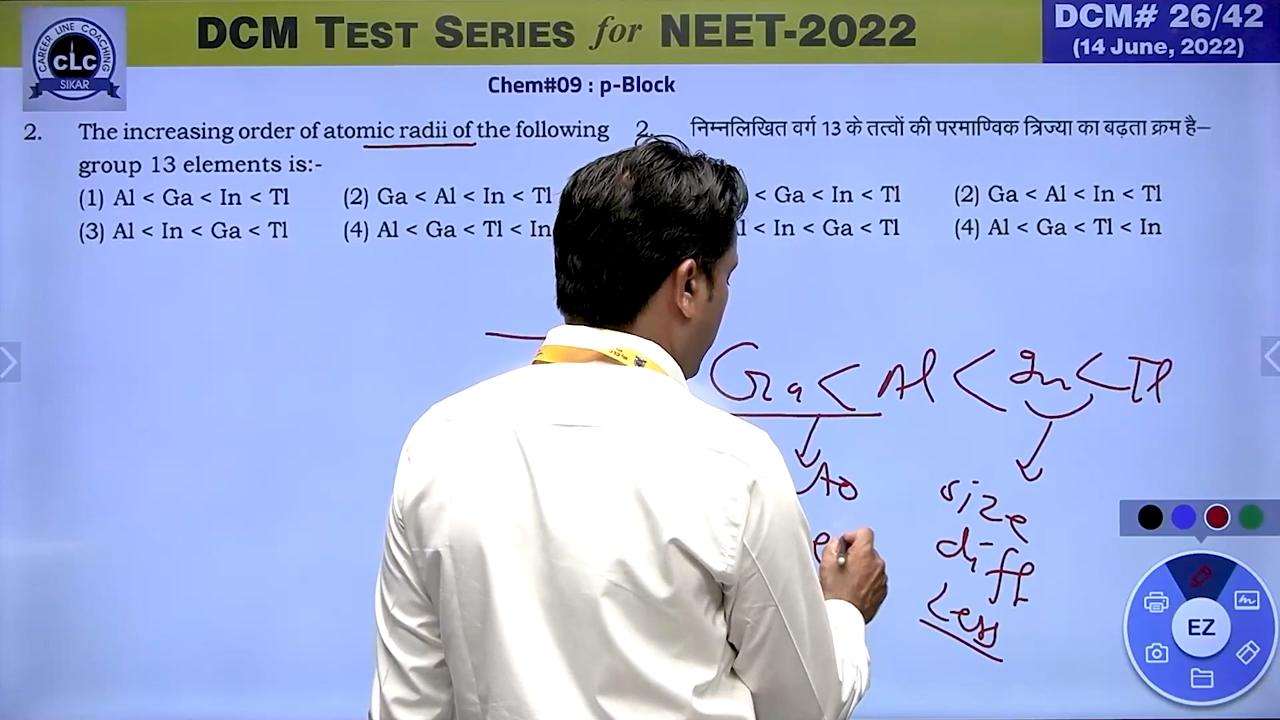 CAREER LINE COACHING
CLC
SIKAR
DCM TEST SERIES for NEET-2022
DCM# 26/42
(14 June, 2022)
Chem#09 : p-Block
2. The increasing order of atomic radii of the following
group 13 elements is:-
(1) Al < Ga < In < Tl (2) Ga < Al < In < Tl
(3) Al < In < Ga < Tl (4) Al < Ga < Tl < In
2. निम्नलिखित वर्ग 13 के तत्वों की परमाण्विक त्रिज्या का बढ़ता क्रम है–
< Ga < In < Tl (2) Ga < Al < In < Tl
< In < Ga < Tl (4) Al < Ga < Tl < In
Ga < Al < In < Tl
size
diff
Less
EZ